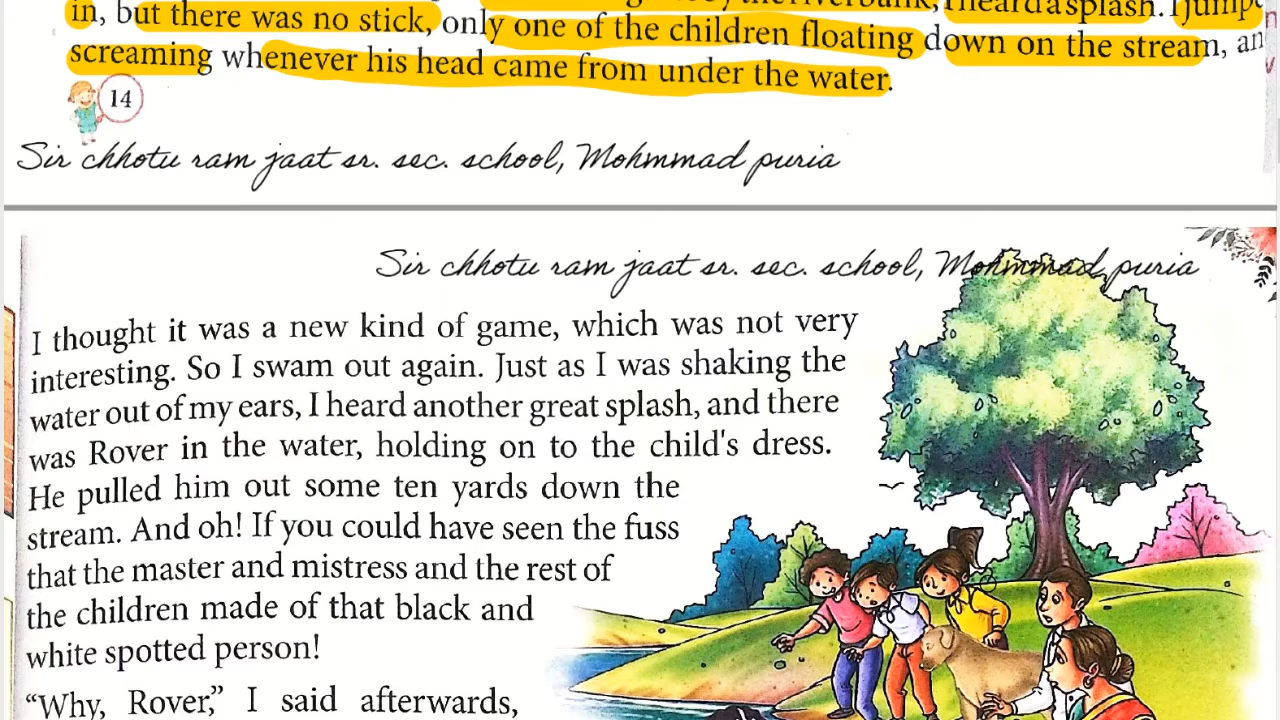 in, but there was no stick, only one of the children floating down on the stream, an
screaming whenever his head came from under the water.
14
Sir chhotu ram jaat sr. sec. school, Mohmmad puria
Sir chhotu ram jaat sr. sec. school, Mohmmad puria
I thought it was a new kind of game, which was not very
interesting. So I swam out again. Just as I was shaking the
water out of my ears, I heard another great splash, and there
was Rover in the water, holding on to the child's dress.
He pulled him out some ten yards down the
stream. And oh! If you could have seen the fuss
that the master and mistress and the rest of
the children made of that black and
white spotted person!
“Why, Rover,” I said afterwards,